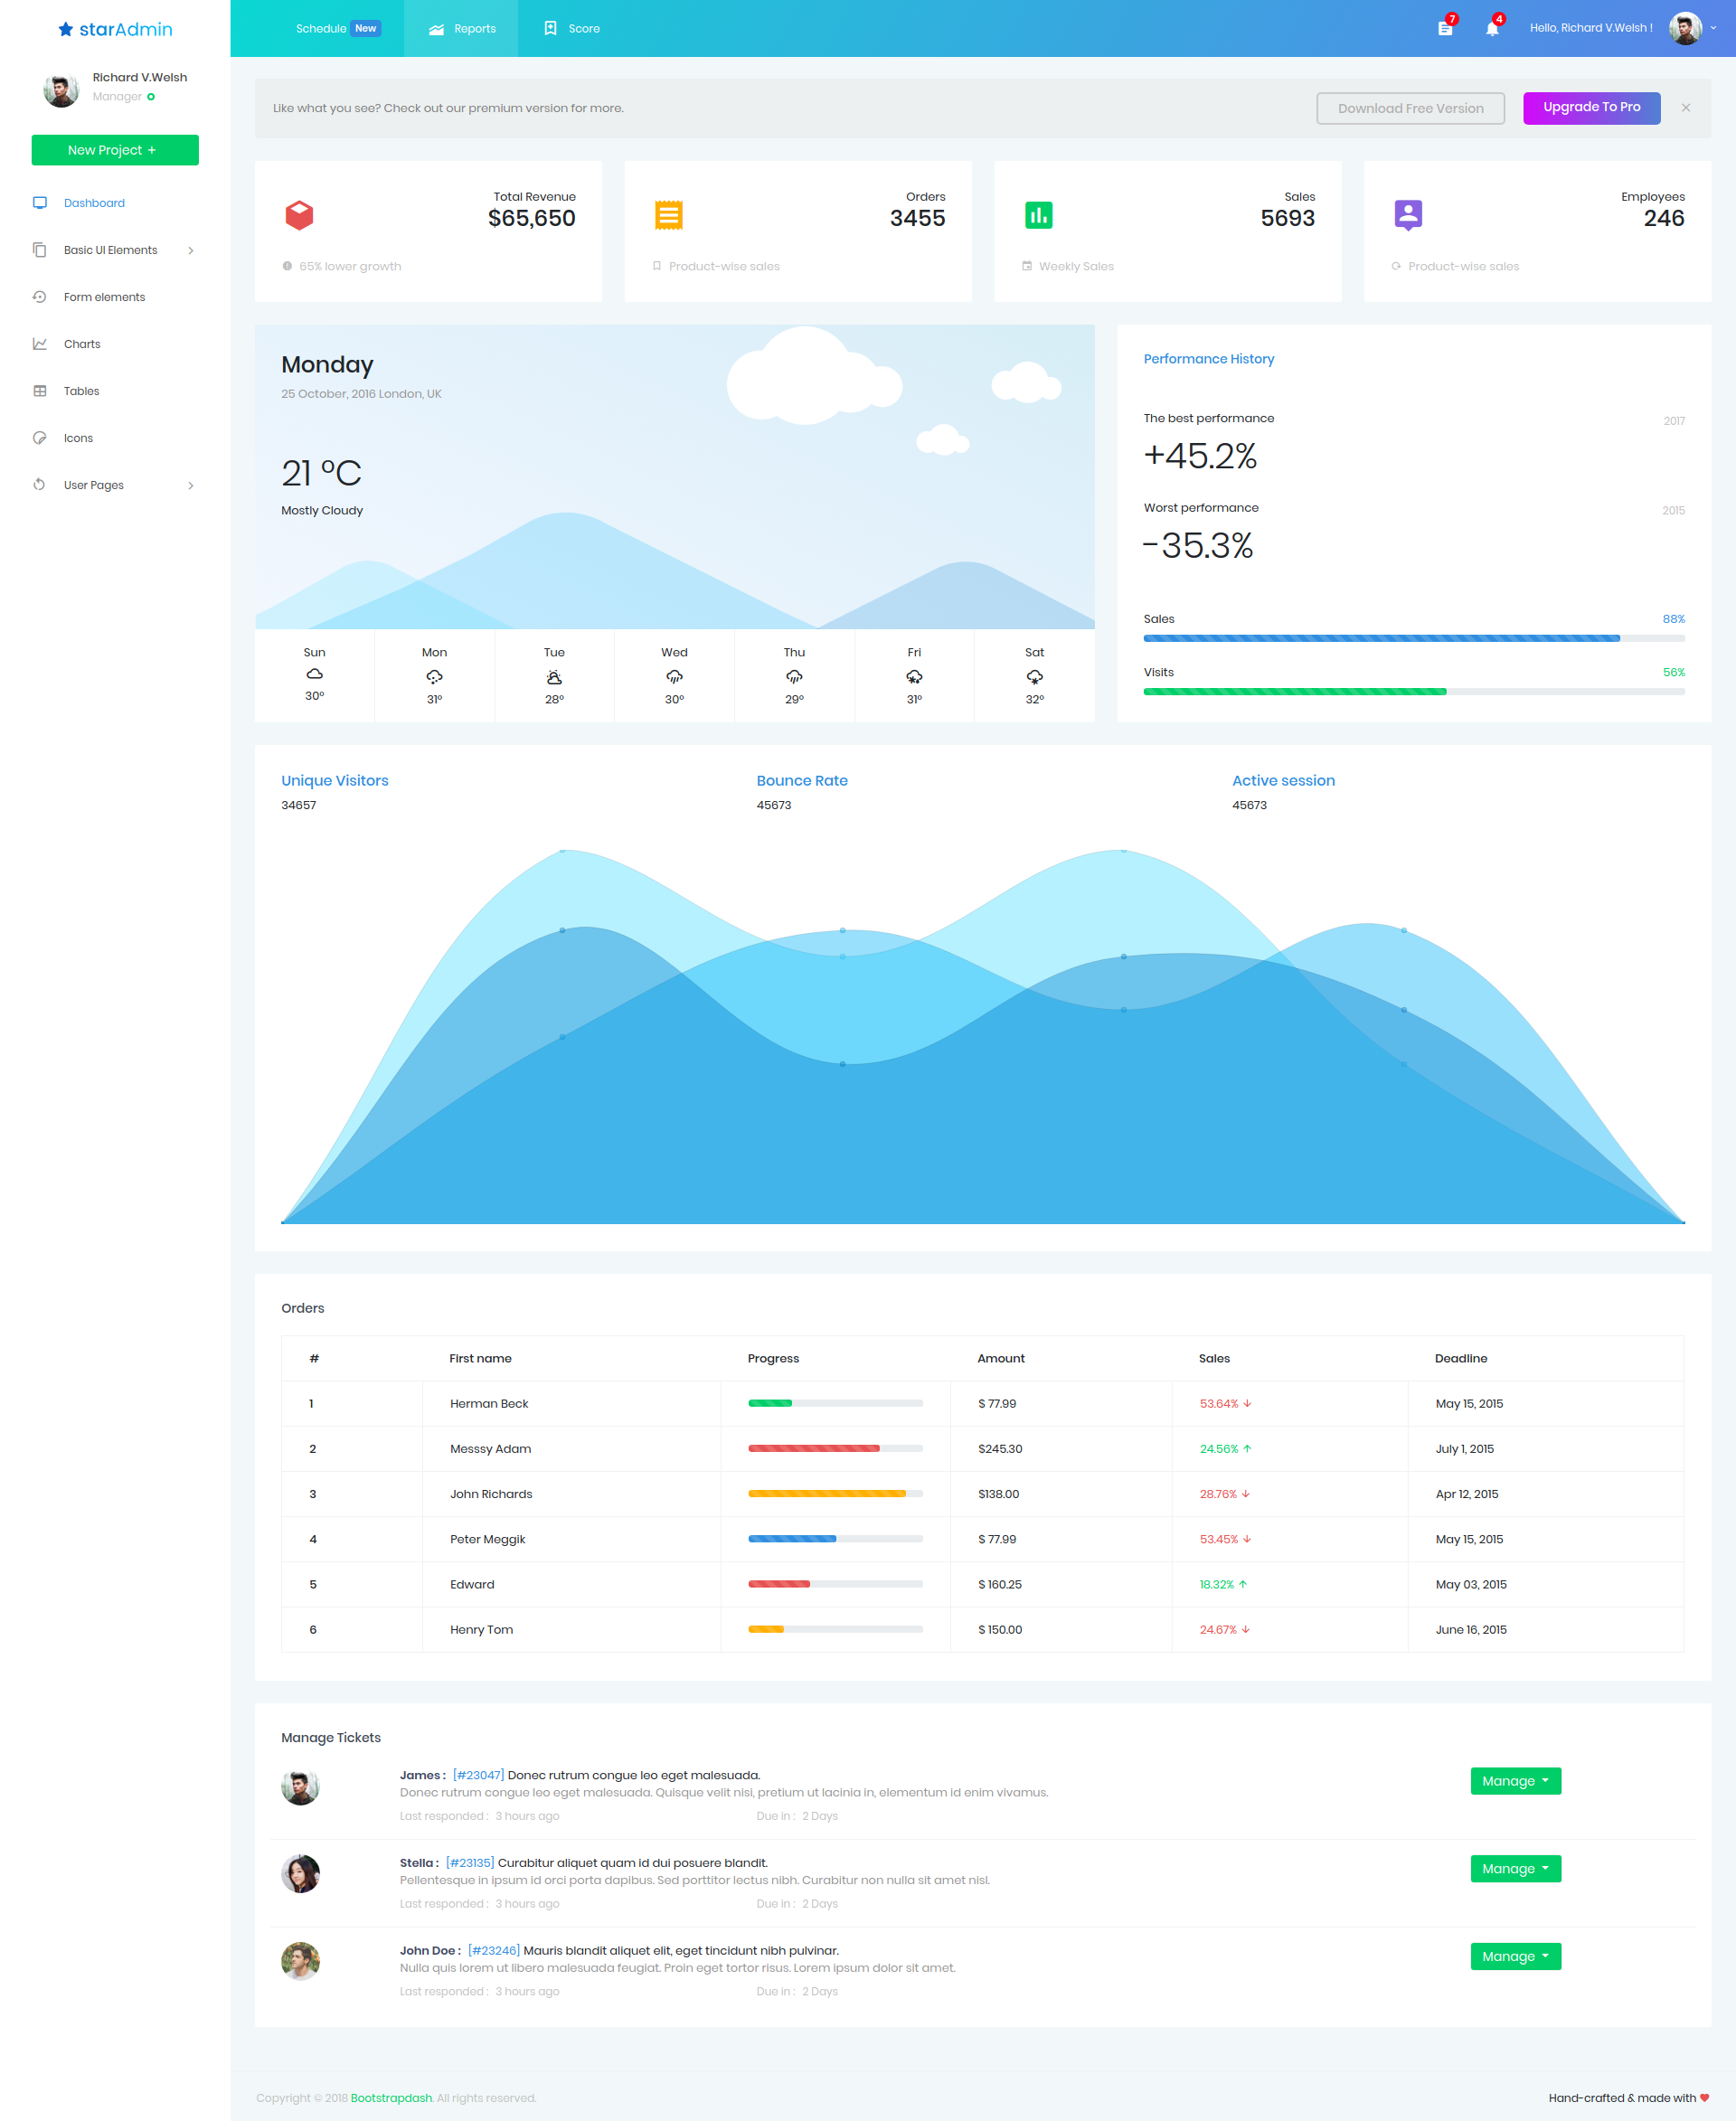 starAdmin
Schedule New
Reports
Score
7
4
Hello, Richard V.Welsh !
Richard V.Welsh
Manager
New Project +
Dashboard
Basic UI Elements
Form elements
Charts
Tables
Icons
User Pages
Like what you see? Check out our premium version for more.
Download Free Version
Upgrade To Pro
×
Total Revenue
$65,650
65% lower growth
Orders
3455
Product-wise sales
Sales
5693
Weekly Sales
Employees
246
Product-wise sales
Monday
25 October, 2016 London, UK
21 °C
Mostly Cloudy
Sun
30°
Mon
31°
Tue
28°
Wed
30°
Thu
29°
Fri
31°
Sat
32°
Performance History
The best performance 2017
+45.2%
Worst performance 2015
-35.3%
Sales 88%
Visits 56%
Unique Visitors
34657
Bounce Rate
45673
Active session
45673
Orders
# First name Progress Amount Sales Deadline
1 Herman Beck $ 77.99 53.64% ↓ May 15, 2015
2 Messsy Adam $245.30 24.56% ↑ July 1, 2015
3 John Richards $138.00 28.76% ↓ Apr 12, 2015
4 Peter Meggik $ 77.99 53.45% ↓ May 15, 2015
5 Edward $ 160.25 18.32% ↑ May 03, 2015
6 Henry Tom $ 150.00 24.67% ↓ June 16, 2015
Manage Tickets
James : [#23047] Donec rutrum congue leo eget malesuada.
Donec rutrum congue leo eget malesuada. Quisque velit nisi, pretium ut lacinia in, elementum id enim vivamus.
Last responded : 3 hours ago Due in : 2 Days
Manage
Stella : [#23135] Curabitur aliquet quam id dui posuere blandit.
Pellentesque in ipsum id orci porta dapibus. Sed porttitor lectus nibh. Curabitur non nulla sit amet nisl.
Last responded : 3 hours ago Due in : 2 Days
Manage
John Doe : [#23246] Mauris blandit aliquet elit, eget tincidunt nibh pulvinar.
Nulla quis lorem ut libero malesuada feugiat. Proin eget tortor risus. Lorem ipsum dolor sit amet.
Last responded : 3 hours ago Due in : 2 Days
Manage
Copyright © 2018 Bootstrapdash. All rights reserved.
Hand-crafted & made with ♥